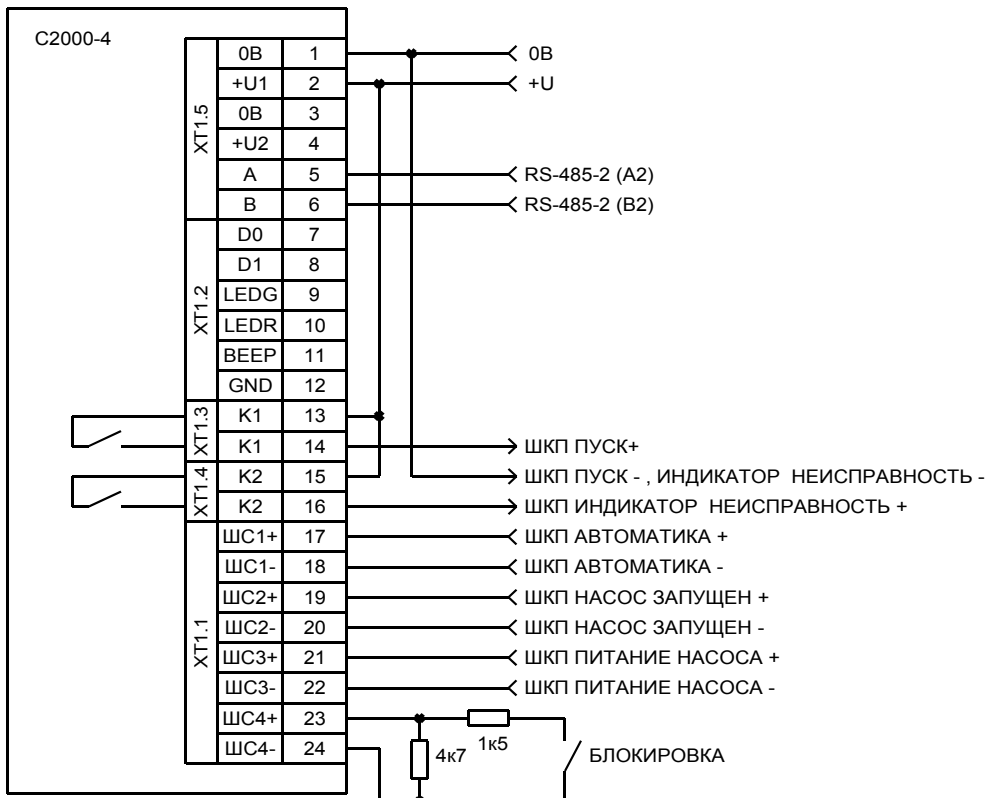 С2000-4
XT1.5
0В 1 0В
+U1 2 +U
0В 3
+U2 4
A 5 RS-485-2 (A2)
B 6 RS-485-2 (B2)
XT1.2
D0 7
D1 8
LEDG 9
LEDR 10
BEEP 11
GND 12
XT1.3
К1 13
К1 14 ШКП ПУСК+
XT1.4
К2 15 ШКП ПУСК - , ИНДИКАТОР НЕИСПРАВНОСТЬ -
К2 16 ШКП ИНДИКАТОР НЕИСПРАВНОСТЬ +
XT1.1
ШС1+ 17 ШКП АВТОМАТИКА +
ШС1- 18 ШКП АВТОМАТИКА -
ШС2+ 19 ШКП НАСОС ЗАПУЩЕН +
ШС2- 20 ШКП НАСОС ЗАПУЩЕН -
ШС3+ 21 ШКП ПИТАНИЕ НАСОСА +
ШС3- 22 ШКП ПИТАНИЕ НАСОСА -
ШС4+ 23
ШС4- 24 4к7 1к5 БЛОКИРОВКА